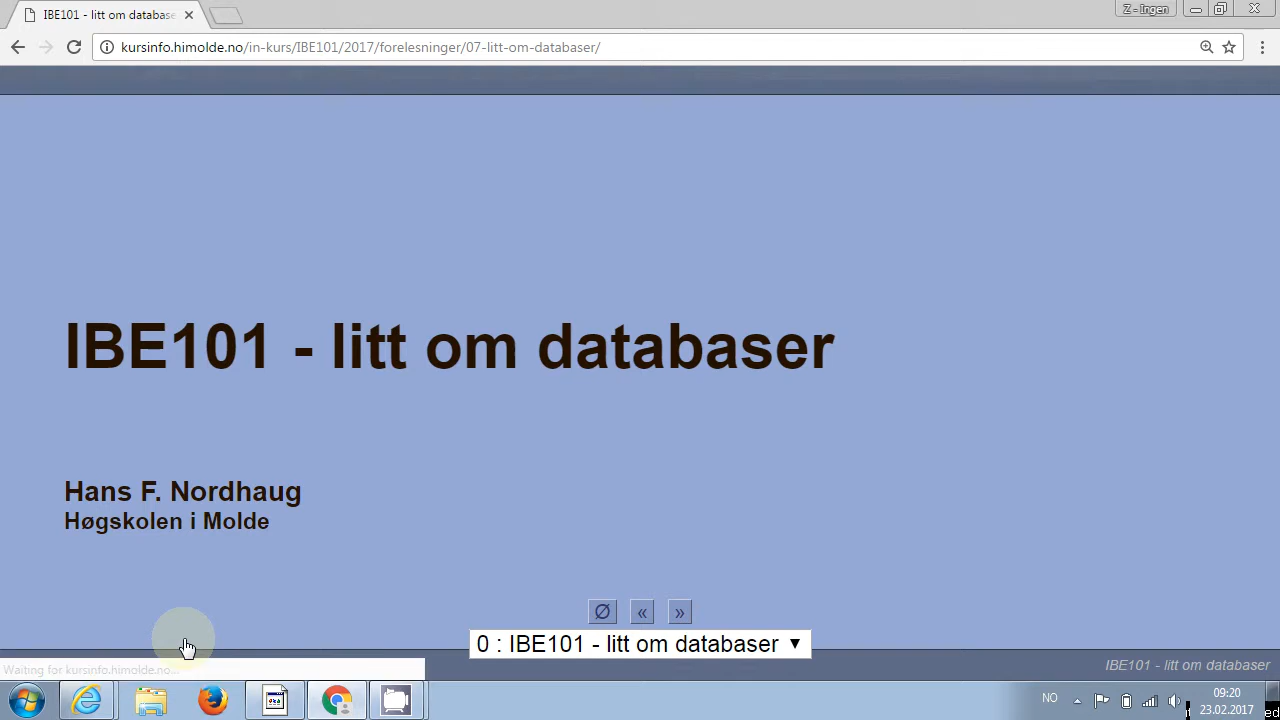 IBE101 - litt om database
Z - Ingen
kursinfo.himolde.no/in-kurs/IBE101/2017/forelesninger/07-litt-om-databaser/
IBE101 - litt om databaser
Hans F. Nordhaug
Høgskolen i Molde
Ø « »
0 : IBE101 - litt om databaser
Waiting for kursinfo.himolde.no...
IBE101 - litt om databaser
NO
09:20
23.02.2017